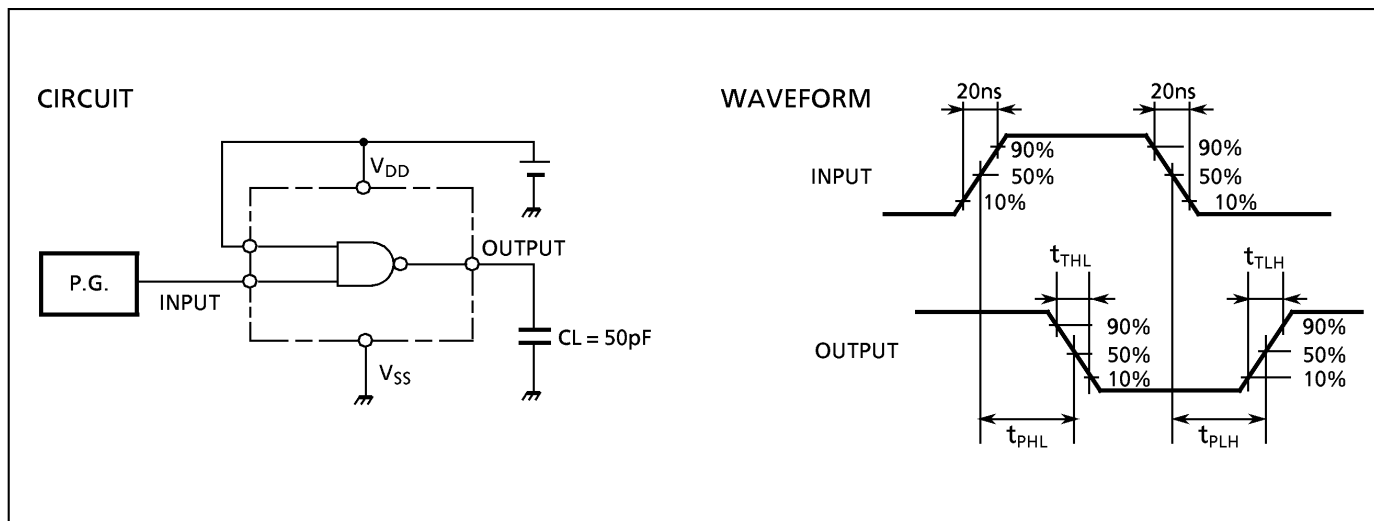 CIRCUIT
V_DD
OUTPUT
P.G.
INPUT
CL = 50pF
V_SS
WAVEFORM
20ns 20ns
INPUT
90% 90%
50% 50%
10% 10%
t_THL t_TLH
OUTPUT
90% 90%
50% 50%
10% 10%
t_PHL t_PLH